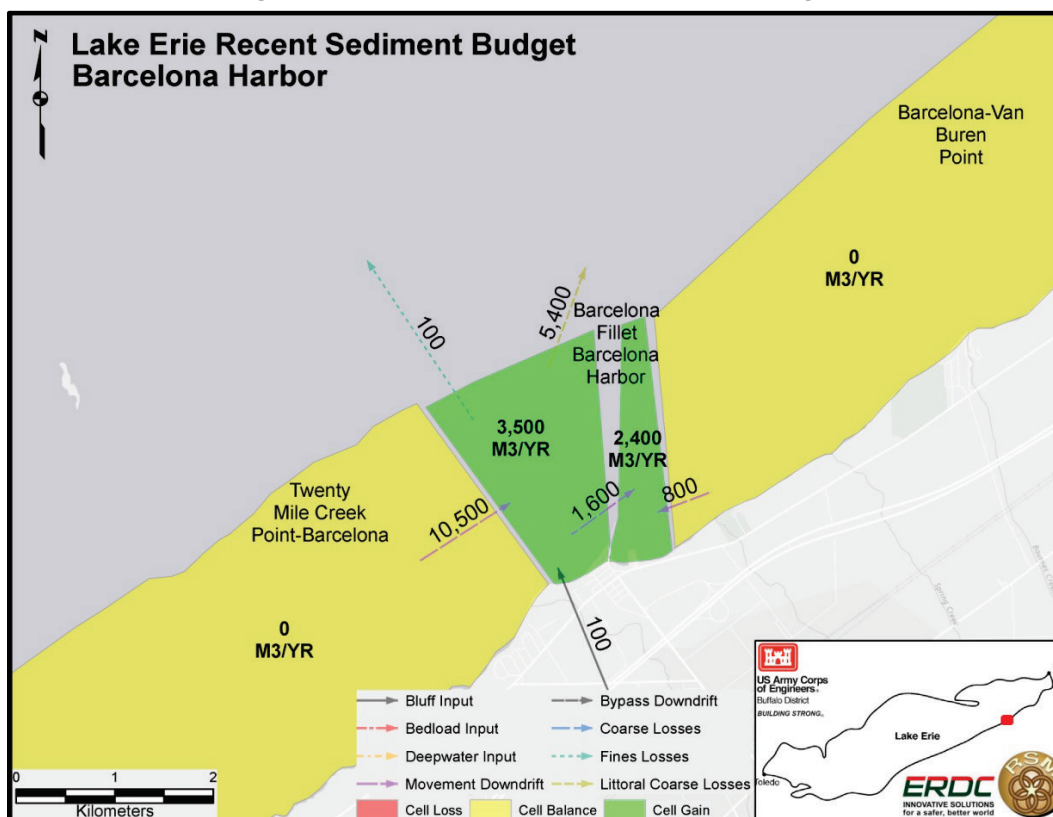 N
Lake Erie Recent Sediment Budget
Barcelona Harbor
Barcelona-Van
Buren
Point
0
M3/YR
100
5,400
Barcelona
Fillet
Barcelona
Harbor
3,500
M3/YR
2,400
M3/YR
Twenty
Mile Creek
Point-Barcelona
10,500
1,600
800
0
M3/YR
100
Spring Creek
Bluff Input
Bypass Downdrift
Bedload Input
Coarse Losses
Deepwater Input
Fines Losses
Movement Downdrift
Littoral Coarse Losses
Cell Loss
Cell Balance
Cell Gain
0 1 2
Kilometers
US Army Corps
of Engineers®
Buffalo District
BUILDING STRONG®
Lake Erie
Toledo
ERDC
INNOVATIVE SOLUTIONS
for a safer, better world
RSM